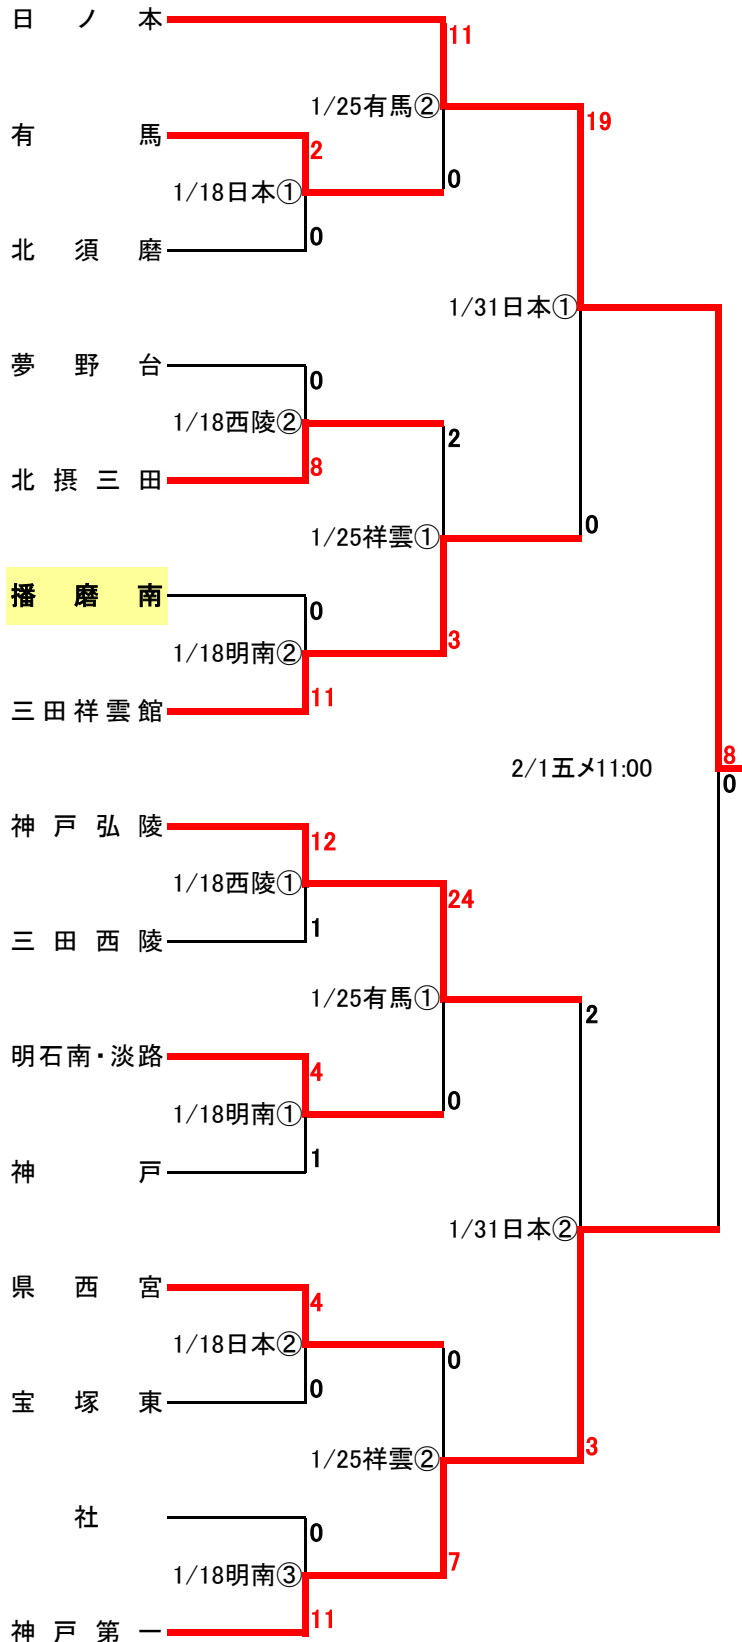 日ノ本
11
1/25有馬②
19
有馬
2
0
1/18日本①
0
北須磨
1/31日本①
夢野台
0
1/18西陵②
2
8
北摂三田
0
1/25祥雲①
播磨南
0
3
1/18明南②
11
三田祥雲館
8
2/1五メ11:00
0
神戸弘陵
12
1/18西陵①
24
1
三田西陵
1/25有馬①
2
明石南・淡路
4
0
1/18明南①
1
神戸
1/31日本②
県西宮
4
1/18日本②
0
0
宝塚東
3
1/25祥雲②
社
0
7
1/18明南③
11
神戸第一